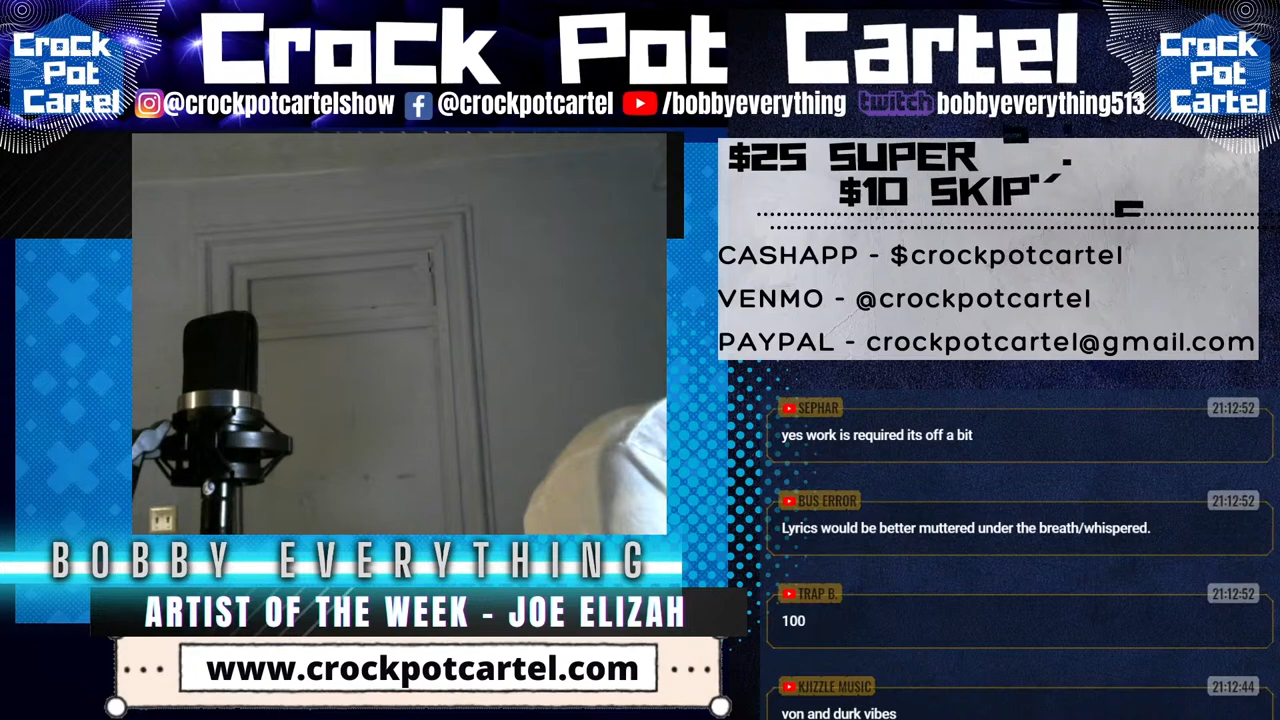 Crock Pot Cartel
Crock
Pot
Cartel
Crock
Pot
Cartel
@crockpotcartelshow @crockpotcartel /bobbyeverything twitch bobbyeverything513
$25 SUPER
$10 SKIP
CASHAPP - $crockpotcartel
VENMO - @crockpotcartel
PAYPAL - crockpotcartel@gmail.com
SEPHAR 21:12:52
yes work is required its off a bit
BUS ERROR 21:12:52
Lyrics would be better muttered under the breath/whispered.
TRAP B. 21:12:52
100
KJIZZLE MUSIC 21:12:44
von and durk vibes
BOBBY EVERYTHING
ARTIST OF THE WEEK - JOE ELIZAH
www.crockpotcartel.com